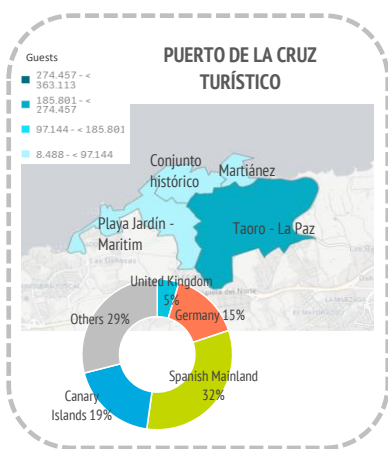 Guests
PUERTO DE LA CRUZ
TURÍSTICO
274.457 - <
363.113
185.801 - <
274.457
97.144 - < 185.801
8.488 - < 97.144
Conjunto
histórico
Martiánez
Playa Jardín -
Maritim
Taoro - La Paz
United Kingdom
5%
Germany 15%
Others 29%
Spanish Mainland
32%
Canary
Islands 19%